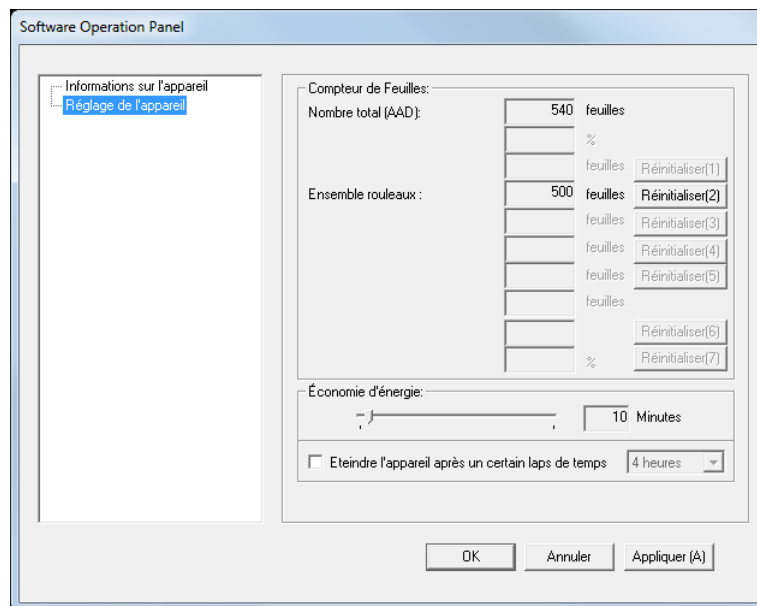 Software Operation Panel
Informations sur l'appareil
Réglage de l'appareil
Compteur de Feuilles:
Nombre total (AAD): 540 feuilles
%
feuilles Réinitialiser(1)
Ensemble rouleaux : 500 feuilles Réinitialiser(2)
feuilles Réinitialiser(3)
feuilles Réinitialiser(4)
feuilles Réinitialiser(5)
feuilles
Réinitialiser(6)
% Réinitialiser(7)
Économie d'énergie:
10 Minutes
Eteindre l'appareil après un certain laps de temps 4 heures
OK Annuler Appliquer (A)